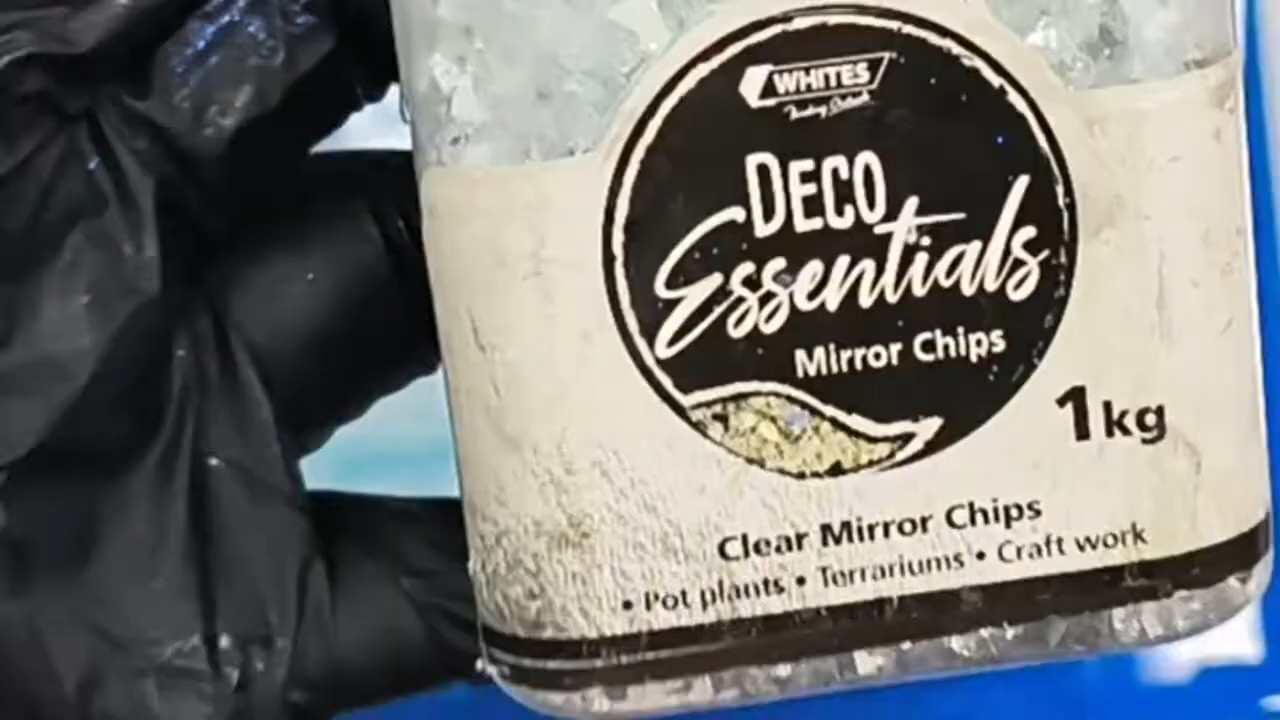 WHITES
DECO
Essentials
Mirror Chips
1kg
Clear Mirror Chips
• Pot plants • Terrariums • Craft work